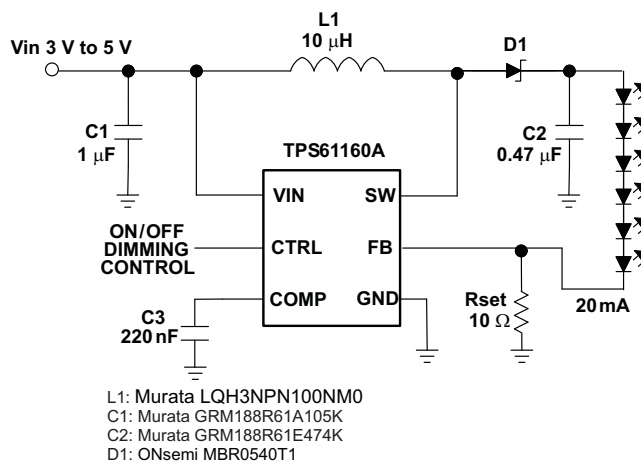 L1
10 μH
Vin 3 V to 5 V
D1
C1
1 μF
C2
0.47 μF
TPS61160A
VIN
SW
ON/OFF
DIMMING
CONTROL
CTRL
FB
COMP
GND
C3
220 nF
Rset
10 Ω
20 mA
L1: Murata LQH3NPN100NM0
C1: Murata GRM188R61A105K
C2: Murata GRM188R61E474K
D1: ONsemi MBR0540T1